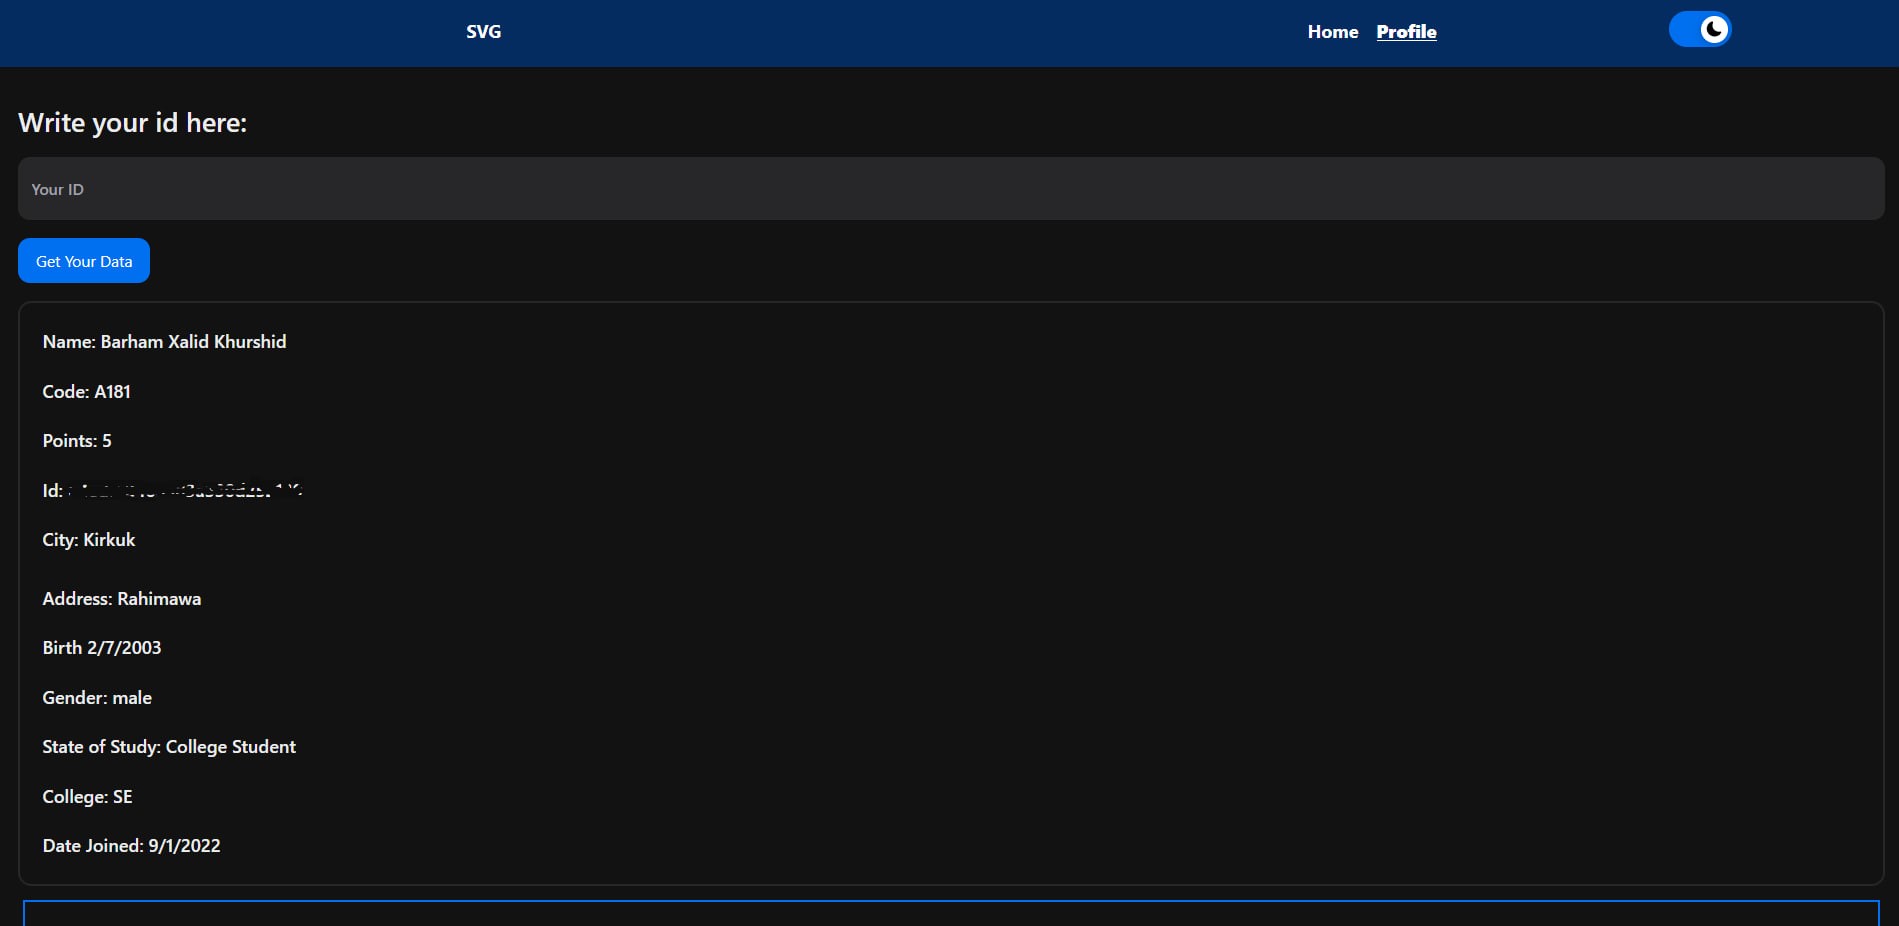 SVG
Home Profile
Write your id here:
Your ID
Get Your Data
Name: Barham Xalid Khurshid
Code: A181
Points: 5
Id:
City: Kirkuk
Address: Rahimawa
Birth 2/7/2003
Gender: male
State of Study: College Student
College: SE
Date Joined: 9/1/2022